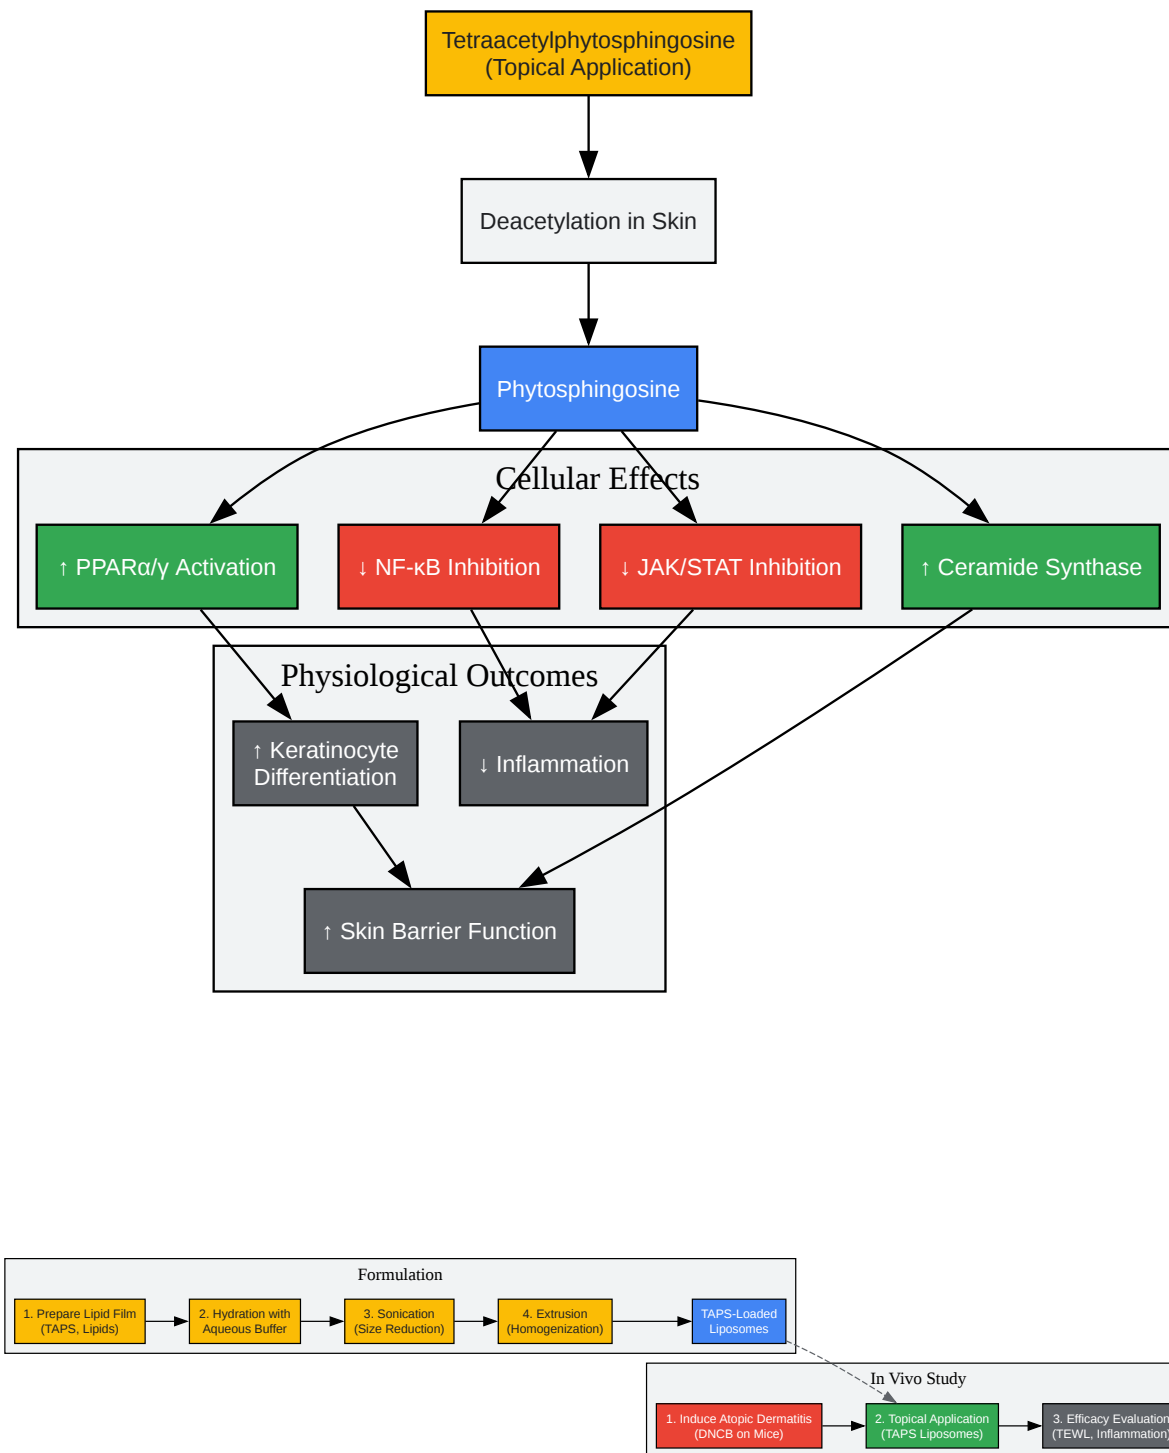 Tetraacetylphytosphingosine
(Topical Application)
Deacetylation in Skin
Phytosphingosine
Cellular Effects
↑ PPARα/γ Activation
↓ NF-κB Inhibition
↓ JAK/STAT Inhibition
↑ Ceramide Synthase
Physiological Outcomes
↑ Keratinocyte
Differentiation
↓ Inflammation
↑ Skin Barrier Function
Formulation
1. Prepare Lipid Film
(TAPS, Lipids)
2. Hydration with
Aqueous Buffer
3. Sonication
(Size Reduction)
4. Extrusion
(Homogenization)
TAPS-Loaded
Liposomes
In Vivo Study
1. Induce Atopic Dermatitis
(DNCB on Mice)
2. Topical Application
(TAPS Liposomes)
3. Efficacy Evaluation
(TEWL, Inflammation)